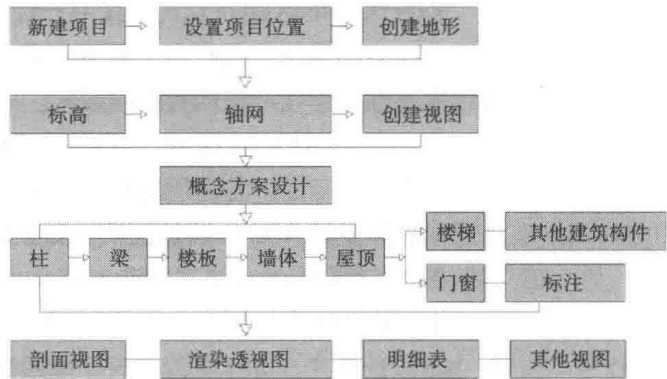 新建项目 设置项目位置 创建地形
标高 轴网 创建视图
概念方案设计
柱 梁 楼板 墙体 屋顶 楼梯 其他建筑构件
门窗 标注
剖面视图 渲染透视图 明细表 其他视图